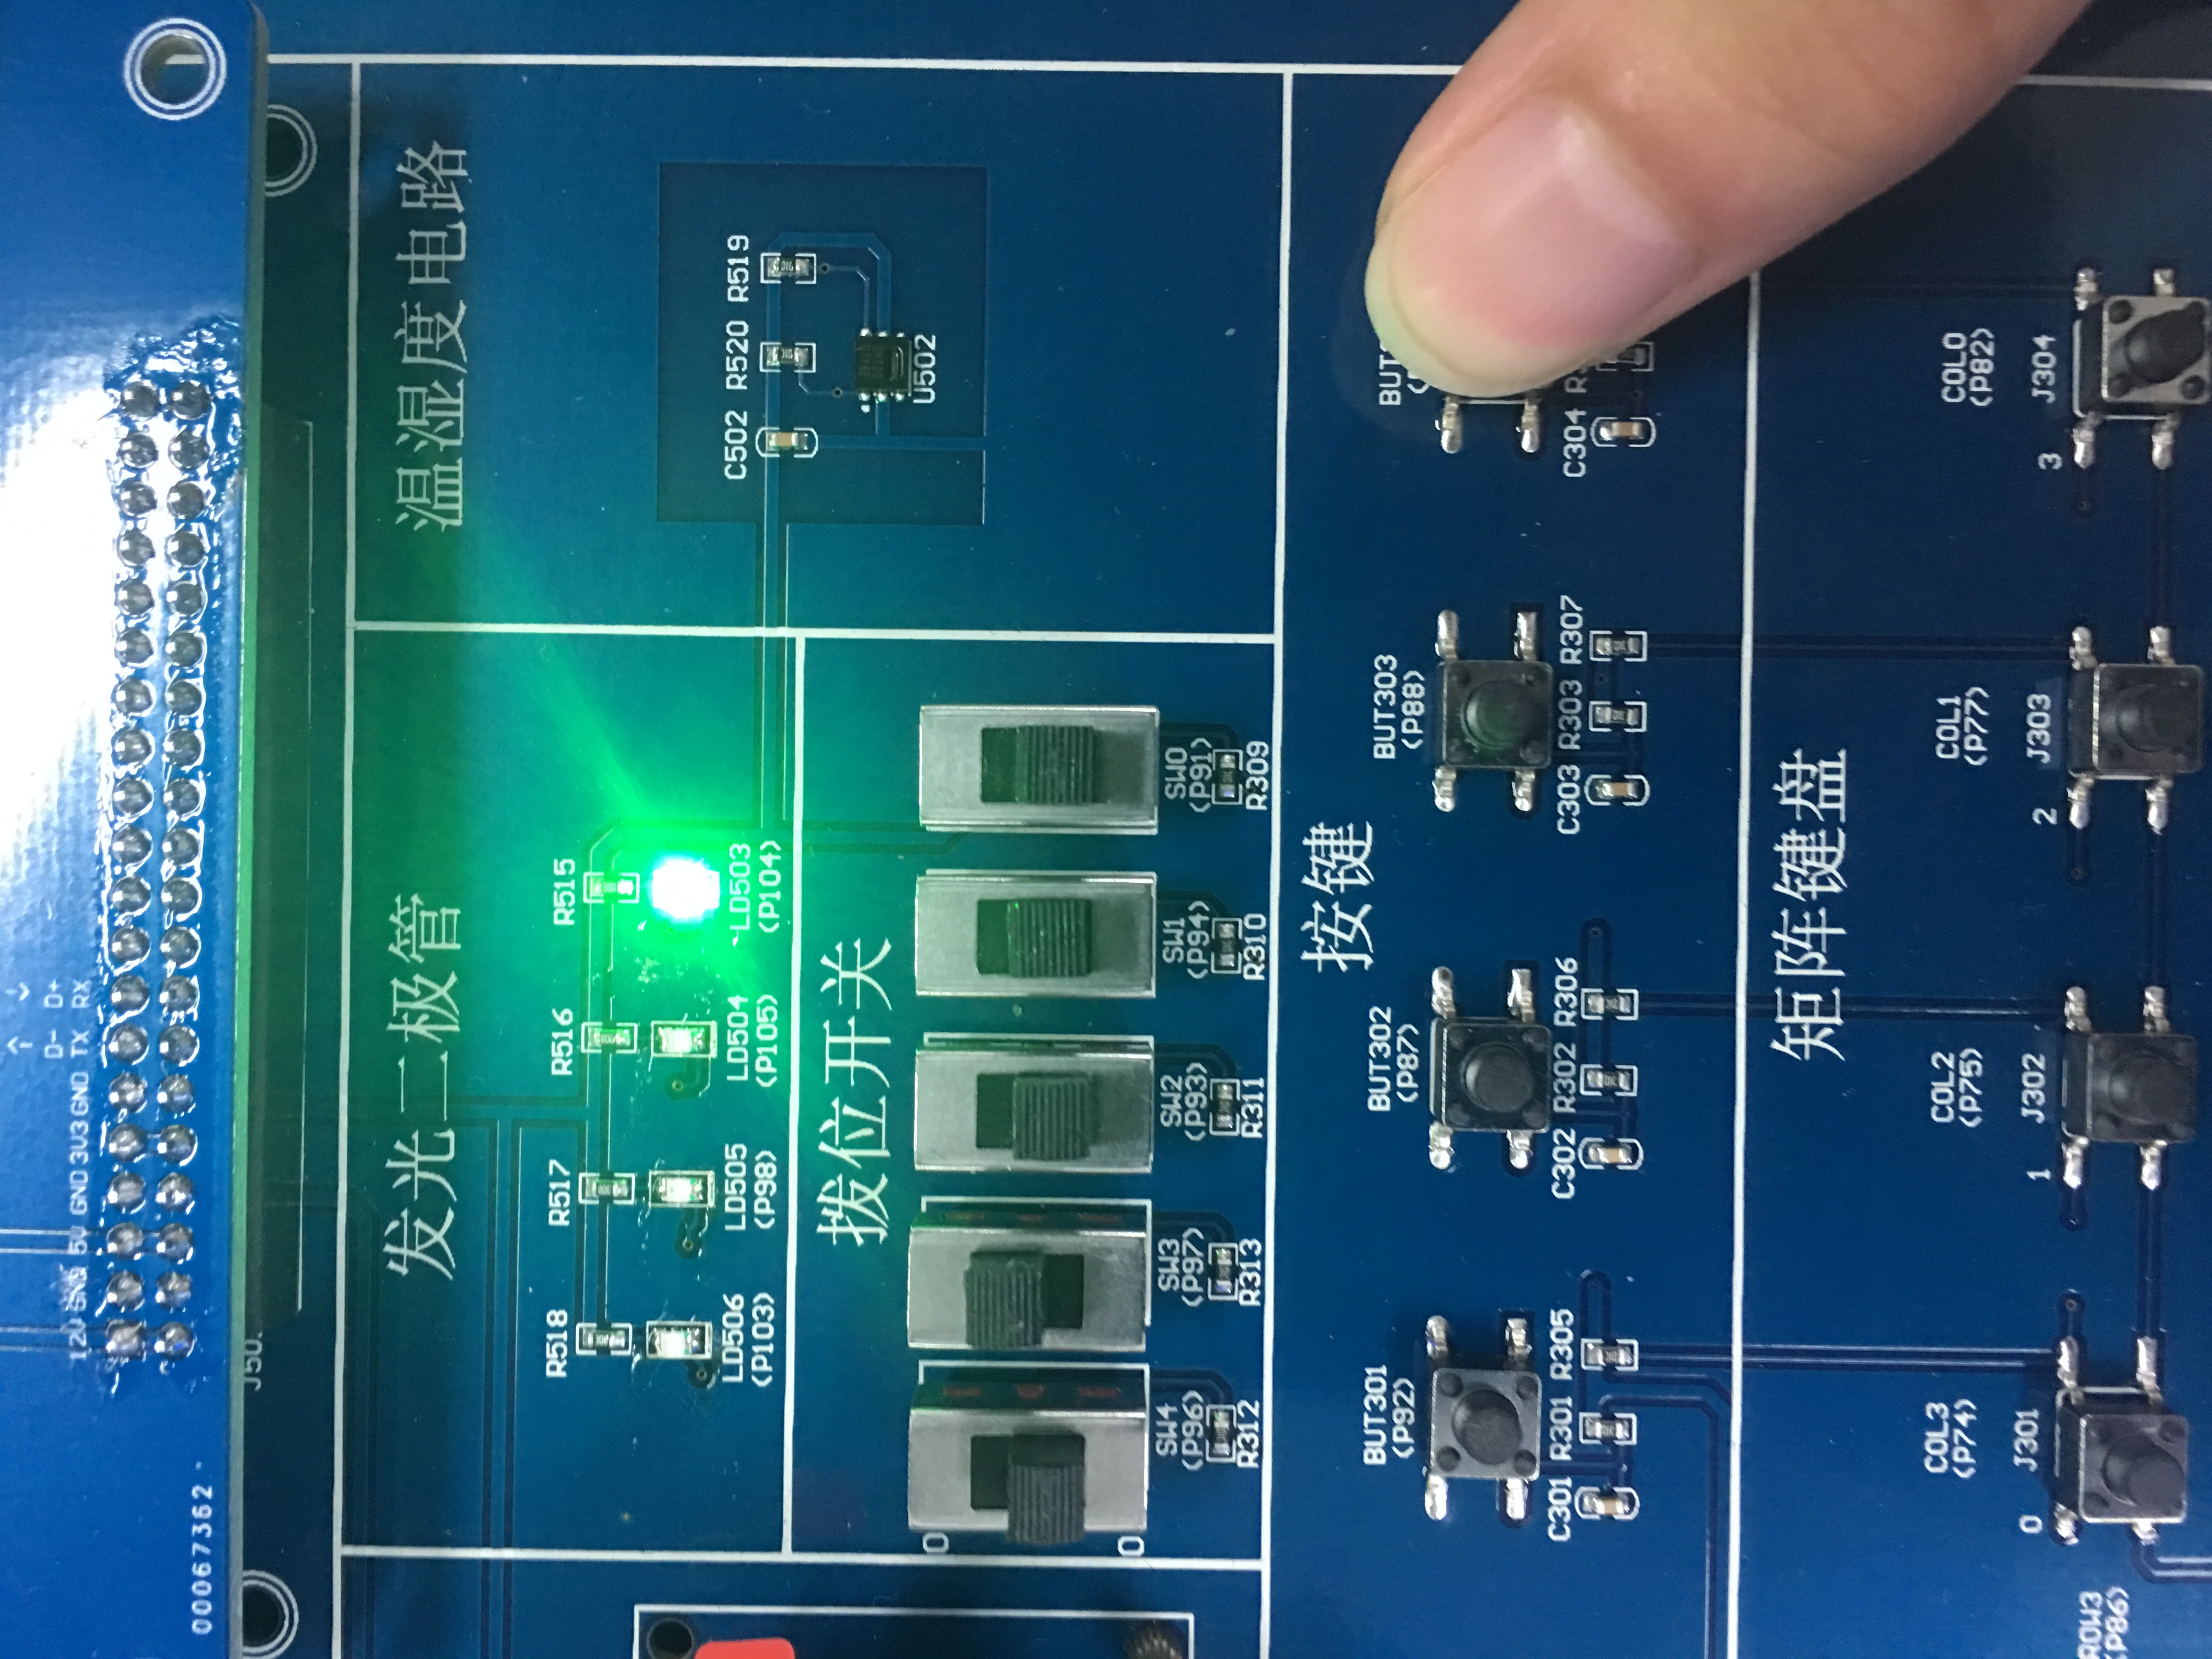 D- D+
12V GND 5V GND 3V3 GND TX RX
00067362
发光二极管
温湿度电路
R518 R517 R516 R515
LD506 LD505 LD504 LD503
(P103) (P98) (P105) (P104)
C502 R520 R519
U502
拨位开关
0
0
SW4 SW3 SW2 SW1 SW0
(P96) (P97) (P93) (P94) (P91)
R312 R313 R311 R310 R309
按键
BUT301 BUT302 BUT303
(P92) (P87) (P88)
C301 R301 R305 C302 R302 R306 C303 R303 R307 C304
矩阵键盘
COL3 COL2 COL1 COL0
(P74) (P75) (P77) (P82)
0 J301 1 J302 2 J303 3 J304
ROW3
(P86)